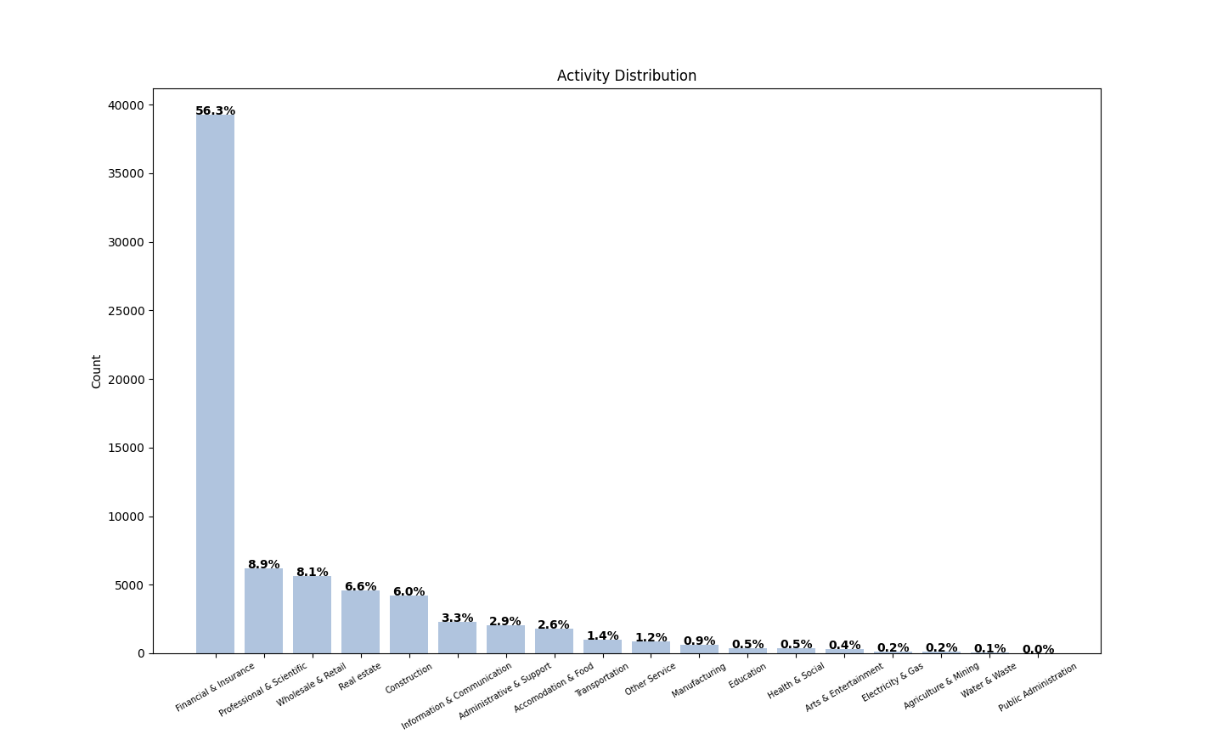 Activity Distribution
Count
40000
35000
30000
25000
20000
15000
10000
5000
0
56.3%
8.9%
8.1%
6.6%
6.0%
3.3%
2.9%
2.6%
1.4%
1.2%
0.9%
0.5%
0.5%
0.4%
0.2%
0.2%
0.1%
0.0%
Financial & Insurance
Professional & Scientific
Wholesale & Retail
Real estate
Construction
Information & Communication
Administrative & Support
Accomodation & Food
Transportation
Other Service
Manufacturing
Education
Health & Social
Arts & Entertainment
Electricity & Gas
Agriculture & Mining
Water & Waste
Public Administration